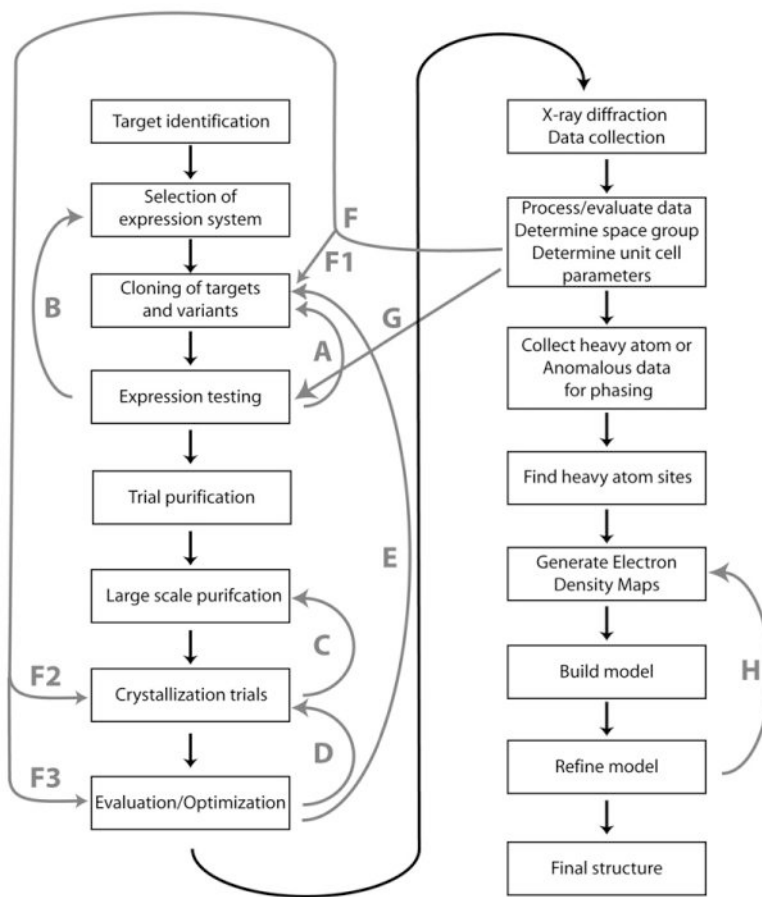 Target identification
Selection of
expression system
Cloning of targets
and variants
Expression testing
Trial purification
Large scale purifcation
Crystallization trials
Evaluation/Optimization
A
B
C
D
E
F
F1
F2
F3
G
X-ray diffraction
Data collection
Process/evaluate data
Determine space group
Determine unit cell
parameters
Collect heavy atom or
Anomalous data
for phasing
Find heavy atom sites
Generate Electron
Density Maps
Build model
Refine model
Final structure
H